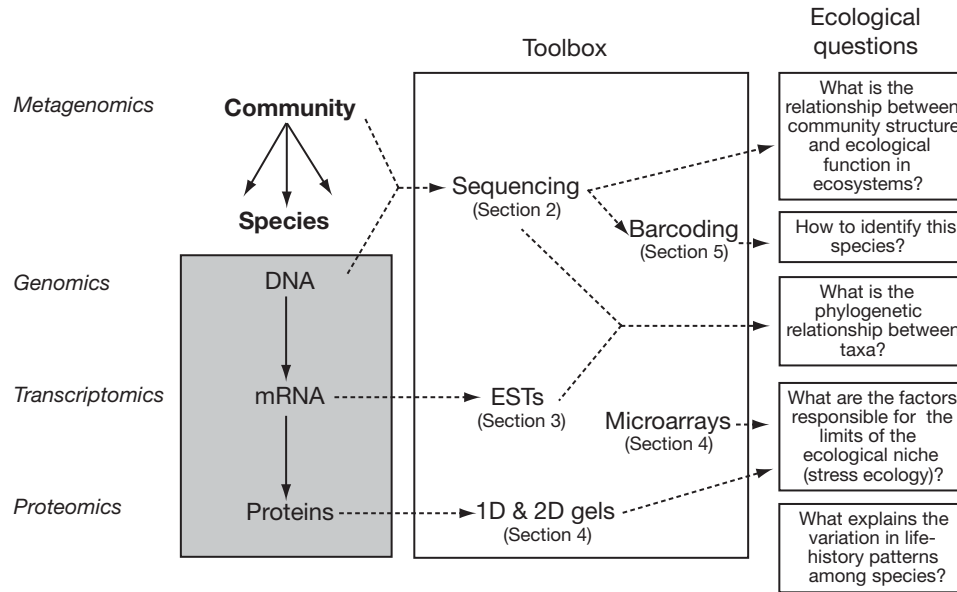 Toolbox
Ecological
questions
Metagenomics
Community
Species
Genomics
DNA
Transcriptomics
mRNA
Proteomics
Proteins
Sequencing
(Section 2)
Barcoding
(Section 5)
ESTs
(Section 3)
Microarrays
(Section 4)
1D & 2D gels
(Section 4)
What is the
relationship between
community structure
and ecological
function in
ecosystems?
How to identify this
species?
What is the
phylogenetic
relationship between
taxa?
What are the factors
responsible for the
limits of the
ecological niche
(stress ecology)?
What explains the
variation in life-
history patterns
among species?